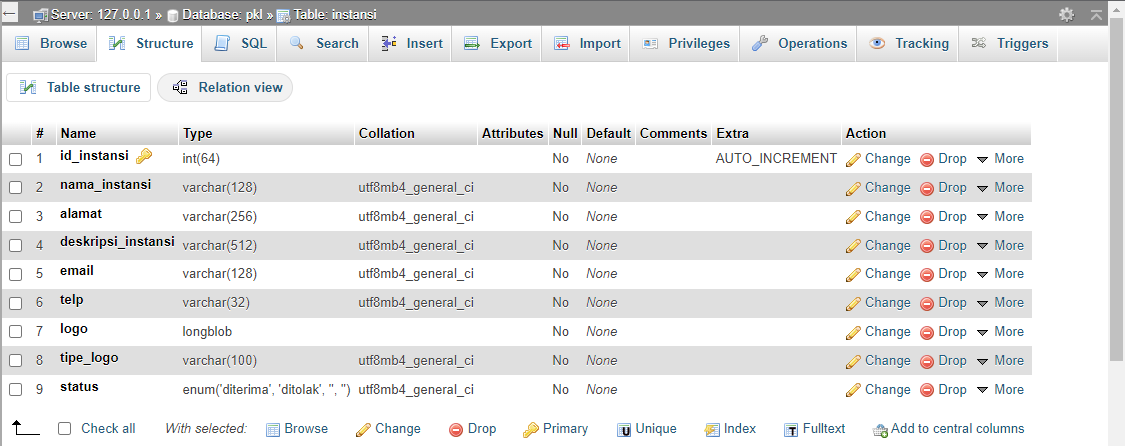 Server: 127.0.0.1 » Database: pkl » Table: instansi
Browse Structure SQL Search Insert Export Import Privileges Operations Tracking Triggers
Table structure Relation view
# Name Type Collation Attributes Null Default Comments Extra Action
1 id_instansi int(64) No None AUTO_INCREMENT Change Drop More
2 nama_instansi varchar(128) utf8mb4_general_ci No None Change Drop More
3 alamat varchar(256) utf8mb4_general_ci No None Change Drop More
4 deskripsi_instansi varchar(512) utf8mb4_general_ci No None Change Drop More
5 email varchar(128) utf8mb4_general_ci No None Change Drop More
6 telp varchar(32) utf8mb4_general_ci No None Change Drop More
7 logo longblob No None Change Drop More
8 tipe_logo varchar(100) utf8mb4_general_ci No None Change Drop More
9 status enum('diterima', 'ditolak', '', '') utf8mb4_general_ci No None Change Drop More
Check all With selected: Browse Change Drop Primary Unique Index Fulltext Add to central columns